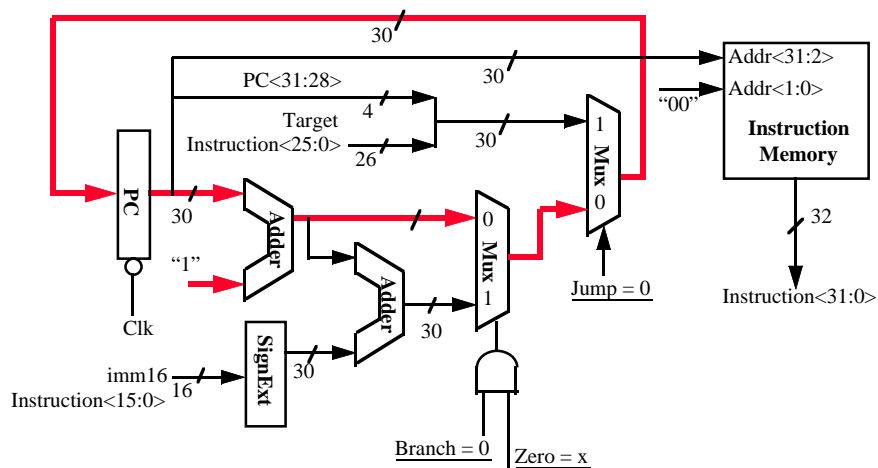 30
30
Addr<31:2>
PC<31:28>
4
"00"
Addr<1:0>
Target
Instruction<25:0>
26
30
1
Mux
0
Instruction
Memory
PC
30
Adder
0
Mux
1
32
"1"
Adder
Jump = 0
Instruction<31:0>
Clk
30
SignExt
30
imm16
16
Instruction<15:0>
Branch = 0
Zero = x